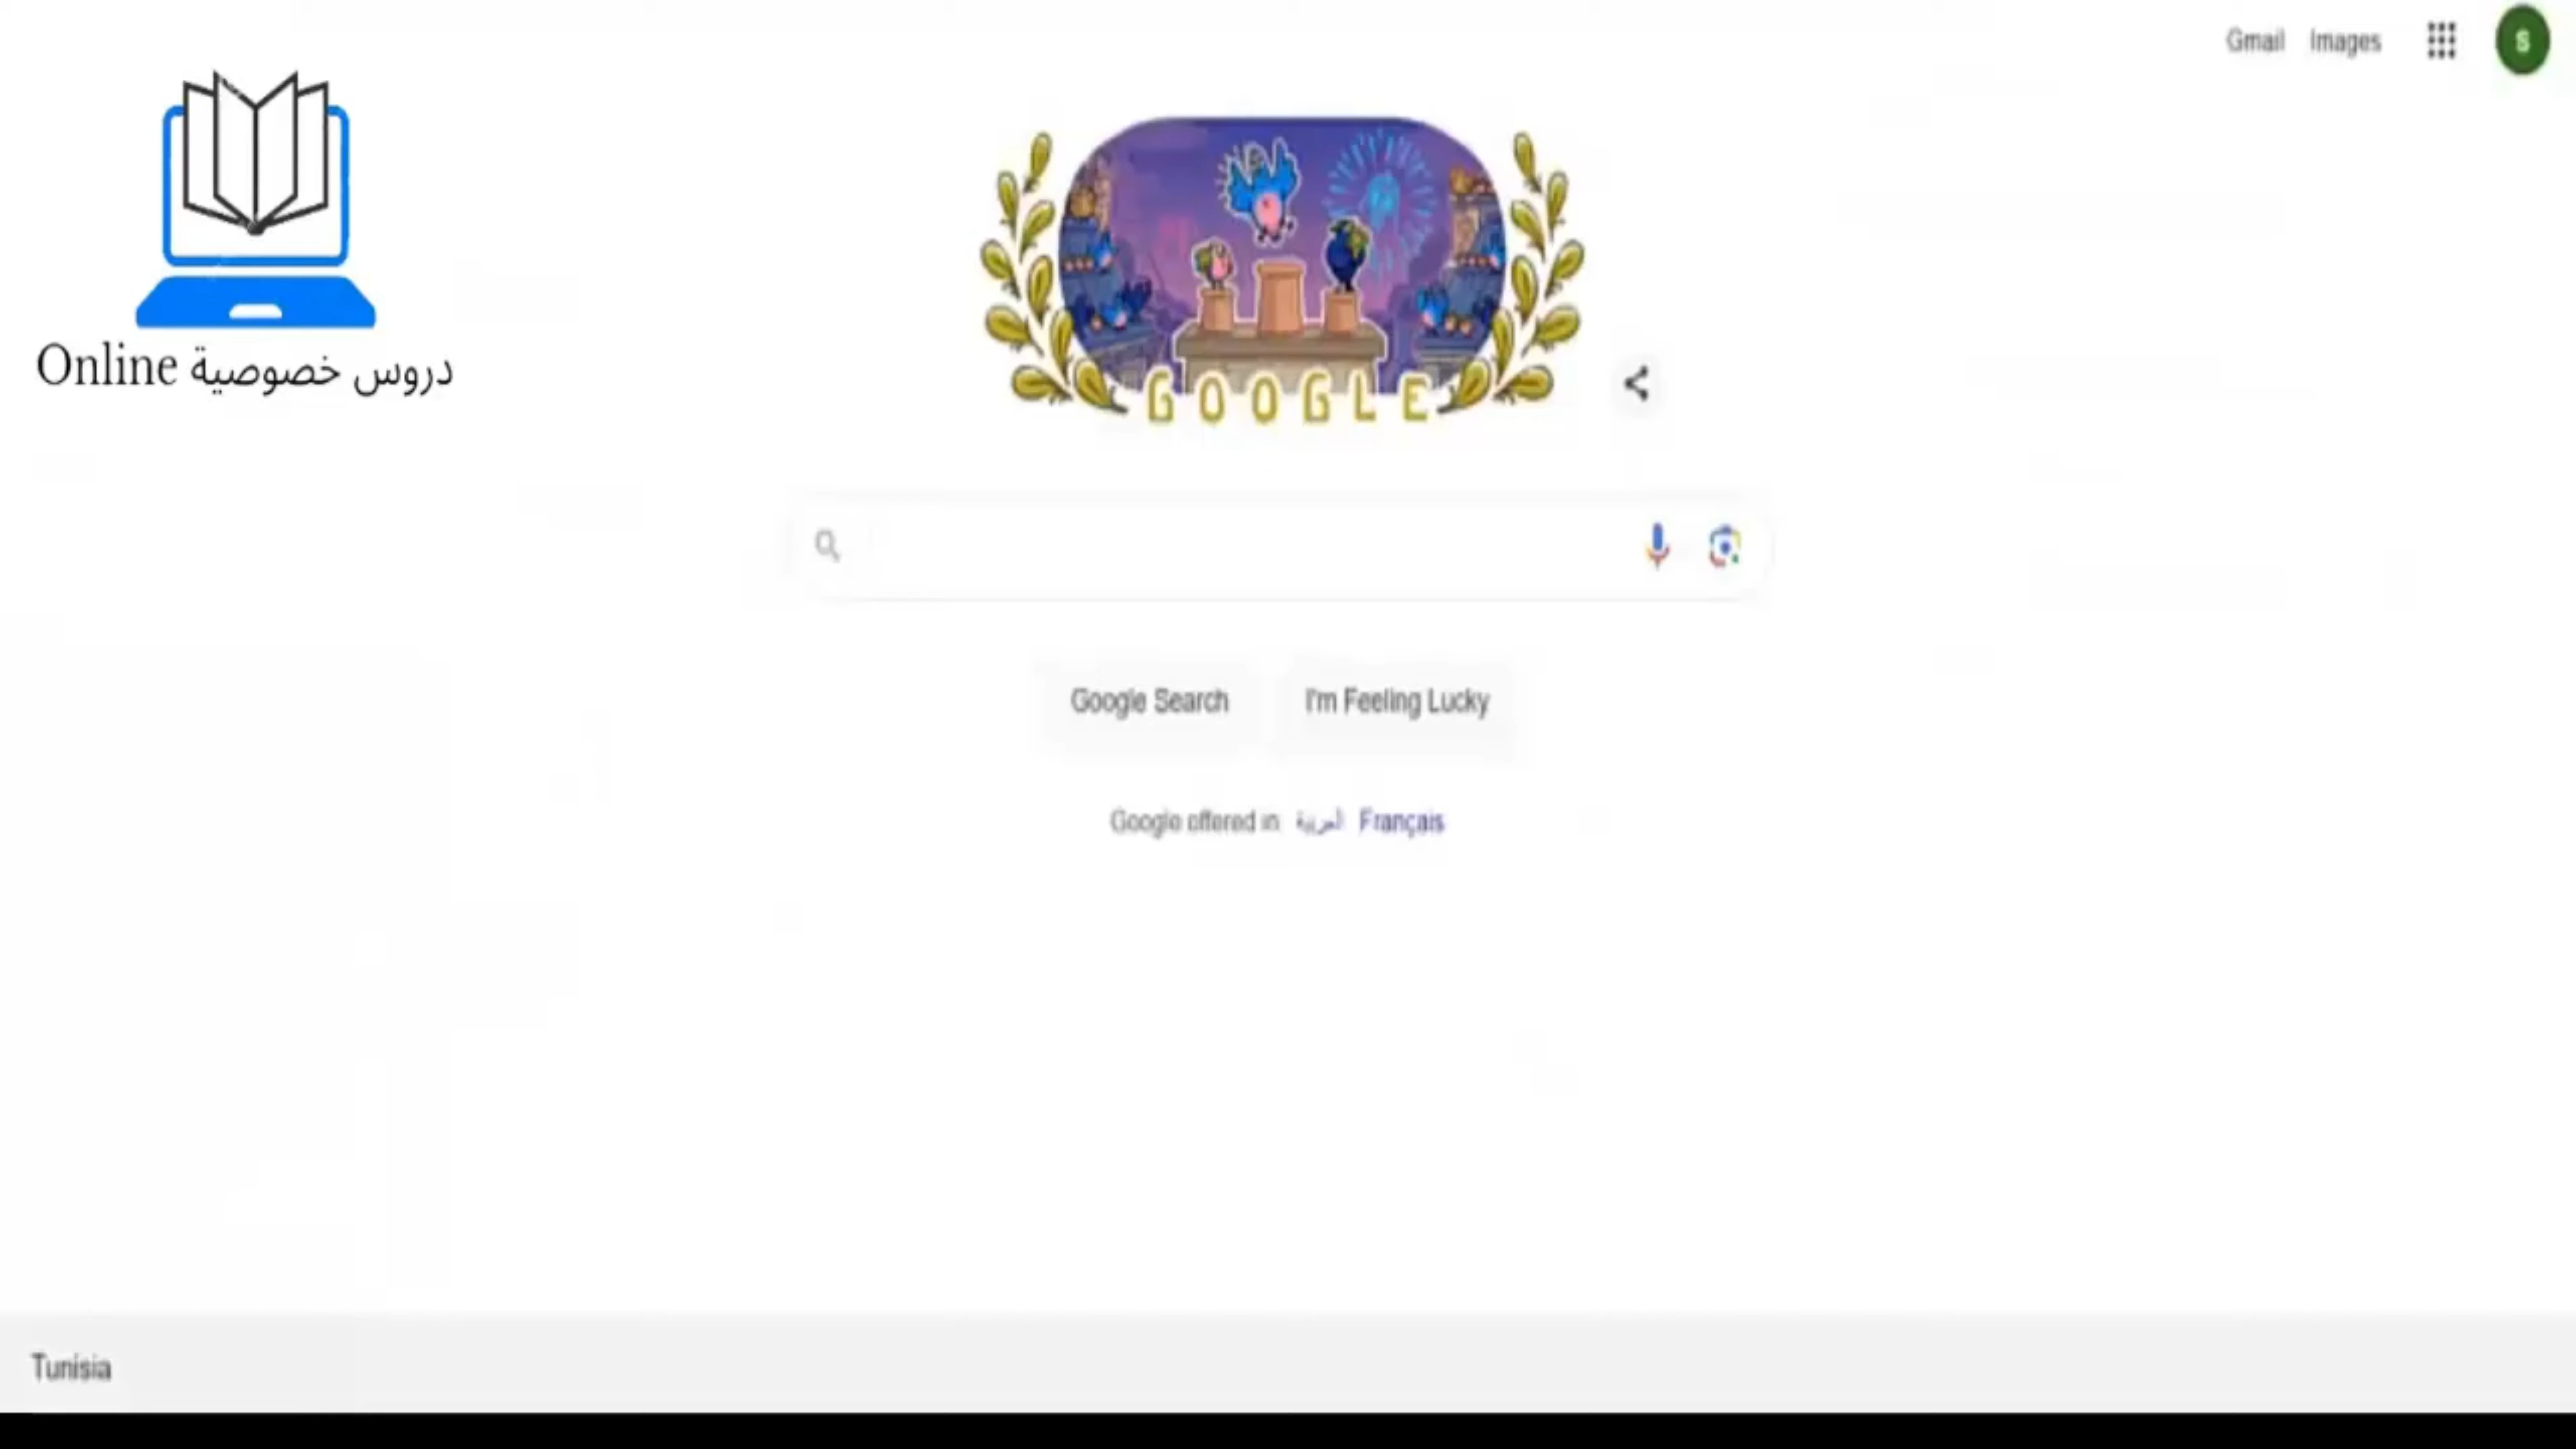 Gmail Images
S
دروس خصوصية Online
GOOGLE
Google Search I'm Feeling Lucky
Google offered in العربية Français
Tunisia